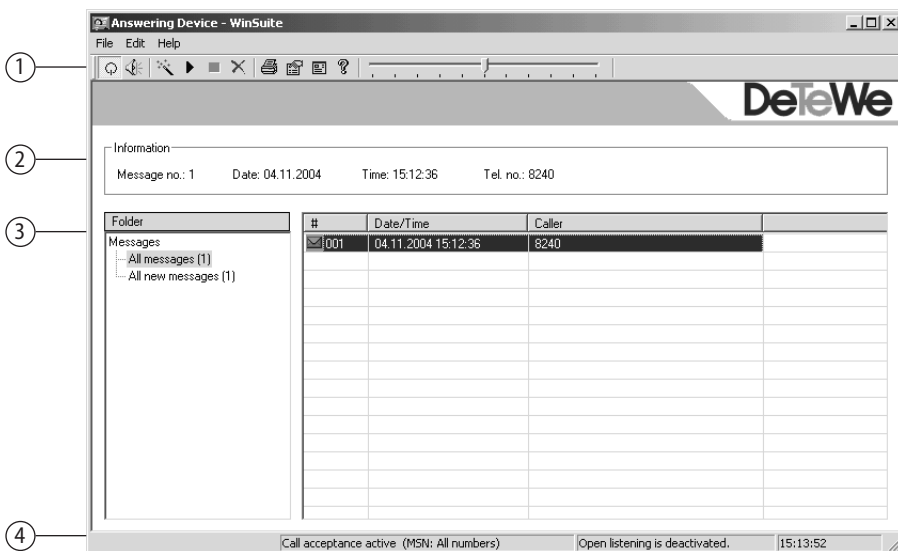 Answering Device - WinSuite
File Edit Help
1
DeTeWe
2
Information
Message no.: 1 Date: 04.11.2004 Time: 15:12:36 Tel. no.: 8240
3
Folder # Date/Time Caller
Messages 001 04.11.2004 15:12:36 8240
All messages (1)
All new messages (1)
4
Call acceptance active (MSN: All numbers) Open listening is deactivated. 15:13:52